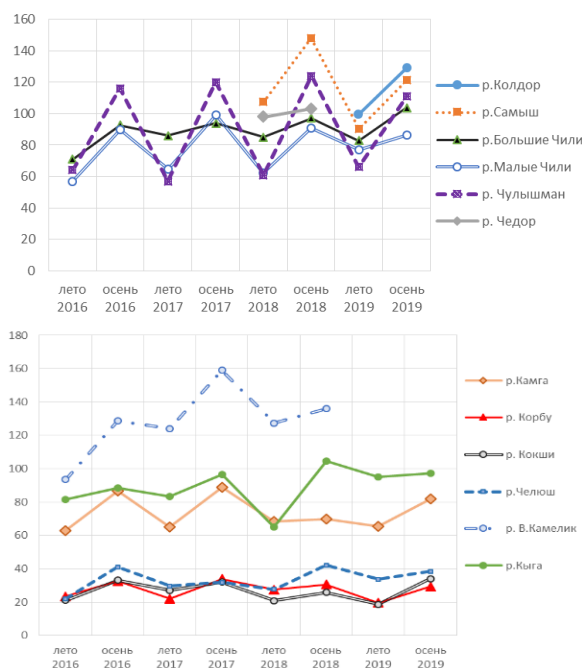 160
140
120
100
80
60
40
20
0
лето осень лето осень лето осень лето осень
2016 2016 2017 2017 2018 2018 2019 2019
р.Колдор
р.Самыш
р.Большие Чили
р.Малые Чили
р. Чулышман
р. Чедор
180
160
140
120
100
80
60
40
20
0
лето осень лето осень лето осень лето осень
2016 2016 2017 2017 2018 2018 2019 2019
р.Камга
р. Корбу
р. Кокши
р.Челюш
р. В.Камелик
р.Кыга